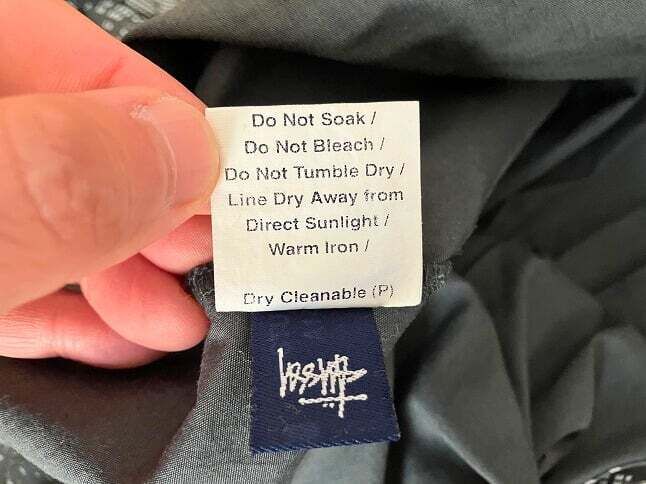 Do Not Soak /
Do Not Bleach /
Do Not Tumble Dry /
Line Dry Away from
Direct Sunlight /
Warm Iron /
Dry Cleanable (P)
Stüssy